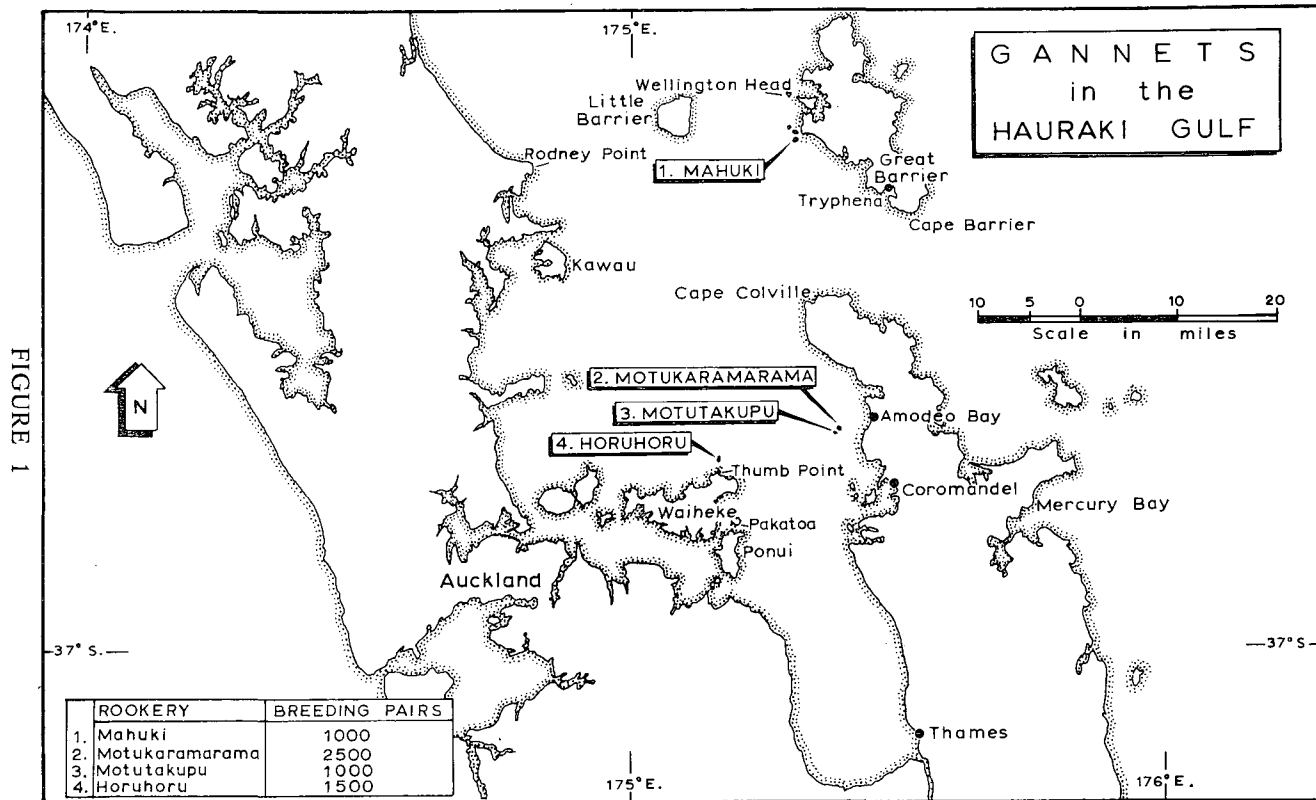 FIGURE 1
174°E.
175°E.
GANNETS
in the
HAURAKI GULF
Wellington Head
Little
Barrier
Rodney Point
1. MAHUKI
Great
Barrier
Tryphena
Cape Barrier
Kawau
Cape Colville
10 5 0 10 20
Scale in miles
N
2. MOTUKARAMARAMA
3. MOTUTAKUPU
Amodeo Bay
4. HORUHORU
Thumb Point
Coromandel
Waiheke
Mercury Bay
Pakatoa
Ponui
Auckland
37°S.
37°S
Thames
ROOKERY BREEDING PAIRS
1. Mahuki 1000
2. Motukaramarama 2500
3. Motutakupu 1000
4. Horuhoru 1500
175°E.
176°E.